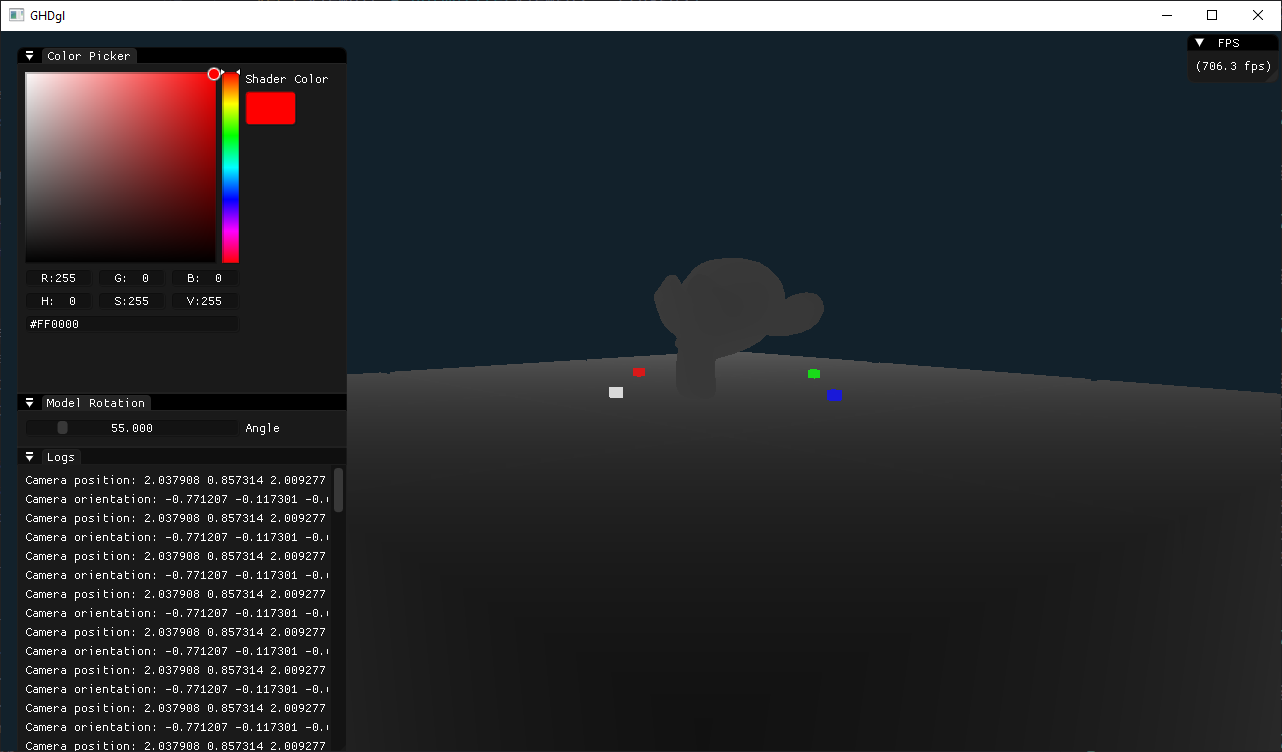 GHDgl
Color Picker
Shader Color
R:255 G: 0 B: 0
H: 0 S:255 V:255
#FF0000
Model Rotation
55.000 Angle
Logs
Camera position: 2.037908 0.857314 2.009277
Camera orientation: -0.771207 -0.117301 -0.
Camera position: 2.037908 0.857314 2.009277
Camera orientation: -0.771207 -0.117301 -0.
Camera position: 2.037908 0.857314 2.009277
Camera orientation: -0.771207 -0.117301 -0.
Camera position: 2.037908 0.857314 2.009277
Camera orientation: -0.771207 -0.117301 -0.
Camera position: 2.037908 0.857314 2.009277
Camera orientation: -0.771207 -0.117301 -0.
Camera position: 2.037908 0.857314 2.009277
Camera orientation: -0.771207 -0.117301 -0.
Camera position: 2.037908 0.857314 2.009277
Camera orientation: -0.771207 -0.117301 -0.
Camera position: 2.037908 0.857314 2.009277
FPS
(706.3 fps)